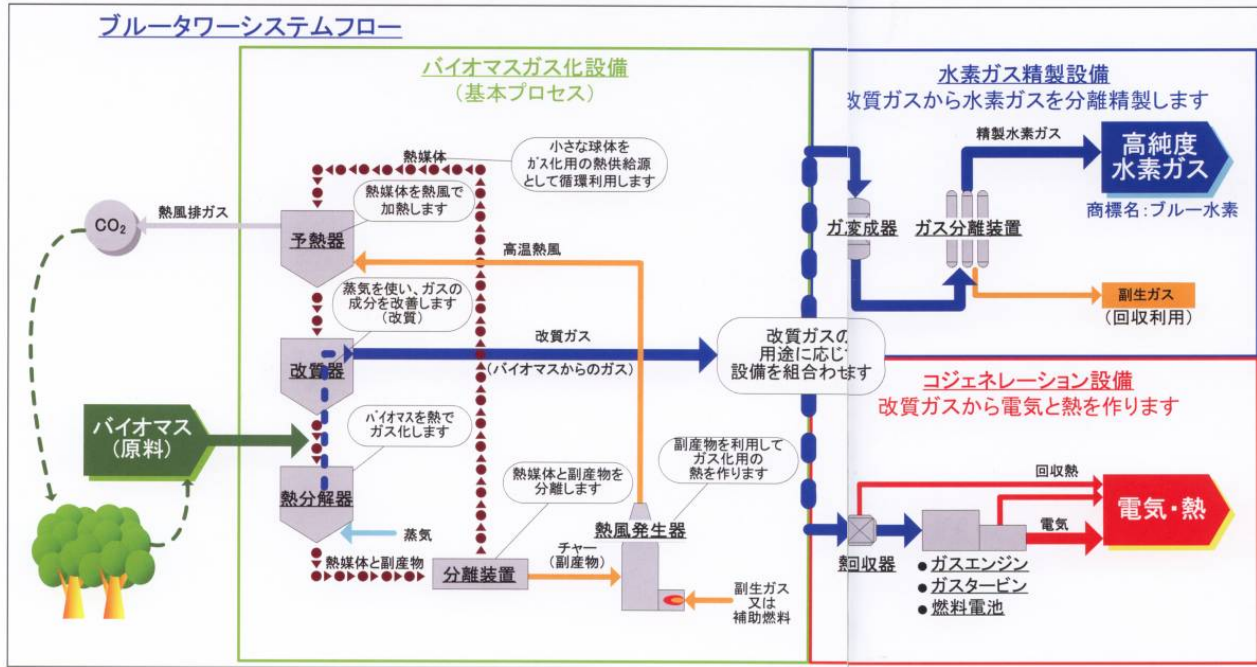 ブルータワーシステムフロー
バイオマスガス化設備
(基本プロセス)
熱媒体
小さな球体を
ガス化用の熱供給源
として循環利用します
熱媒体を熱風で
加熱します
CO₂
熱風排ガス
予熱器
高温熱風
蒸気を使い、ガスの
成分を改善します
(改質)
改質器
改質ガス
(バイオマスからのガス)
バイオマス
(原料)
バイオマスを熱で
ガス化します
熱分解器
蒸気
熱媒体と副産物
熱媒体と副産物を
分離します
分離装置
チャー
(副産物)
副産物を利用して
ガス化用の
熱を作ります
熱風発生器
副生ガス
又は
補助燃料
改質ガスの
用途に応じ
設備を組合わせます
水素ガス精製設備
改質ガスから水素ガスを分離精製します
精製水素ガス
高純度
水素ガス
商標名:ブルー水素
ガ変成器
ガス分離装置
副生ガス
(回収利用)
コジェネレーション設備
改質ガスから電気と熱を作ります
回収熱
電気・熱
電気
回収器
●ガスエンジン
●ガスタービン
●燃料電池